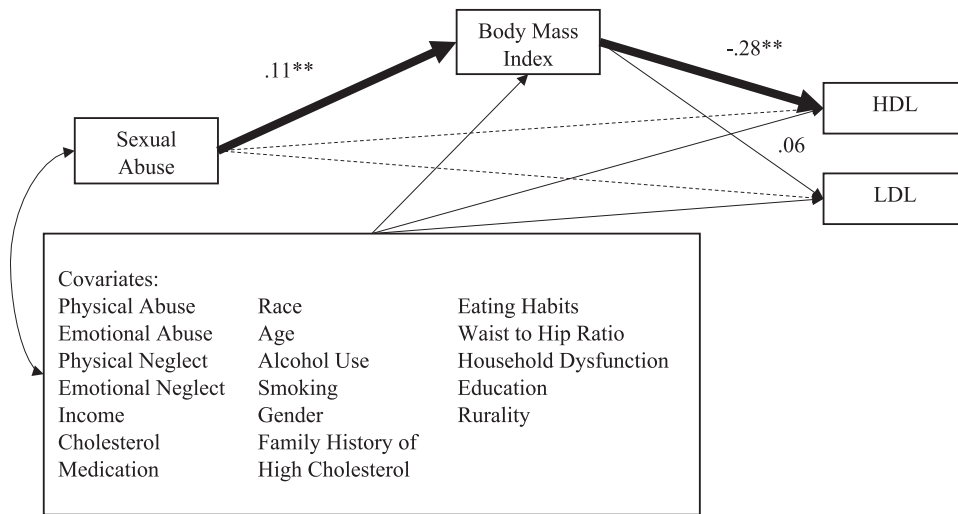 Body Mass
Index
.11**
-.28**
HDL
Sexual
Abuse
.06
LDL
Covariates:
Physical Abuse
Emotional Abuse
Physical Neglect
Emotional Neglect
Income
Cholesterol
Medication
Race
Age
Alcohol Use
Smoking
Gender
Family History of
High Cholesterol
Eating Habits
Waist to Hip Ratio
Household Dysfunction
Education
Rurality